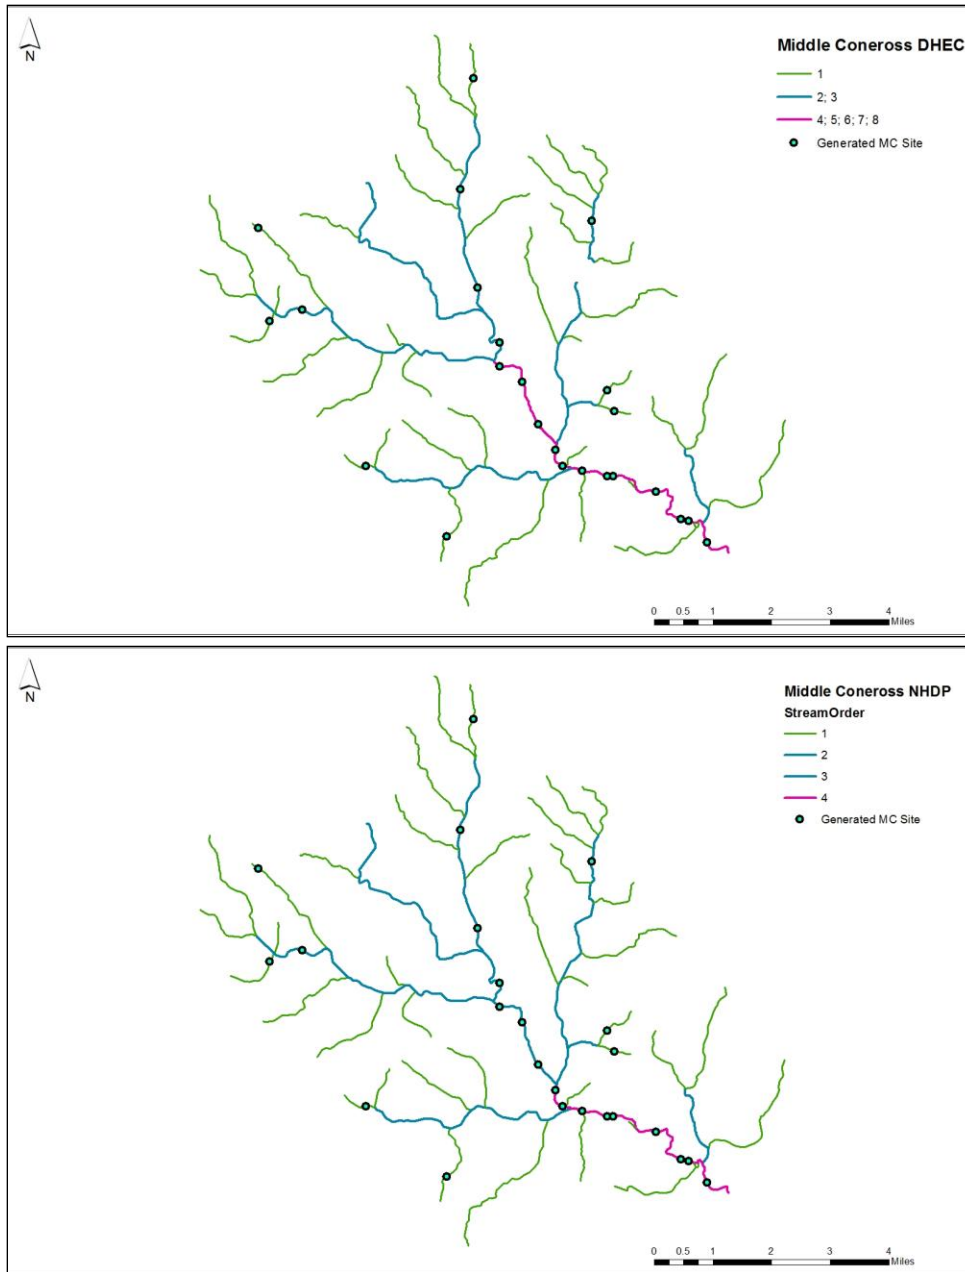 N
Middle Coneross DHEC
1
2; 3
4; 5; 6; 7; 8
Generated MC Site
0 0.5 1 2 3 4
Miles
N
Middle Coneross NHDP
StreamOrder
1
2
3
4
Generated MC Site
0 0.5 1 2 3 4
Miles